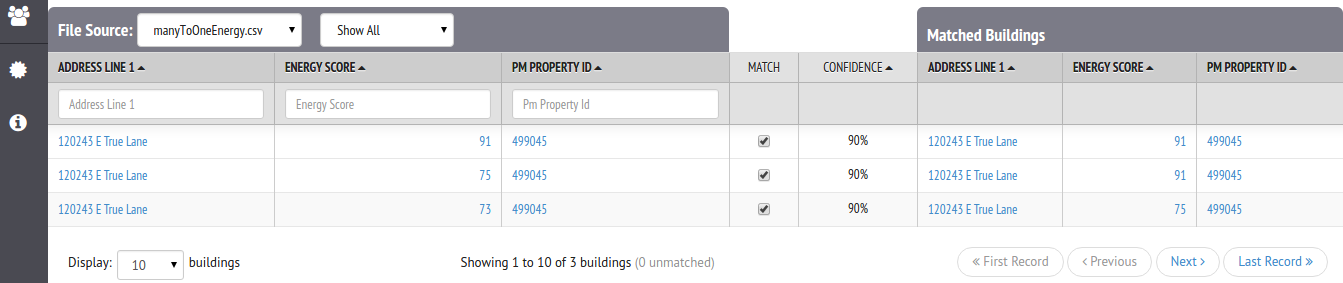 File Source: manyToOneEnergy.csv Show All Matched Buildings
ADDRESS LINE 1 ENERGY SCORE PM PROPERTY ID MATCH CONFIDENCE ADDRESS LINE 1 ENERGY SCORE PM PROPERTY ID
Address Line 1 Energy Score Pm Property Id
120243 E True Lane 91 499045 90% 120243 E True Lane 91 499045
120243 E True Lane 75 499045 90% 120243 E True Lane 91 499045
120243 E True Lane 73 499045 90% 120243 E True Lane 75 499045
Display: 10 buildings Showing 1 to 10 of 3 buildings (0 unmatched) « First Record ‹ Previous Next › Last Record »